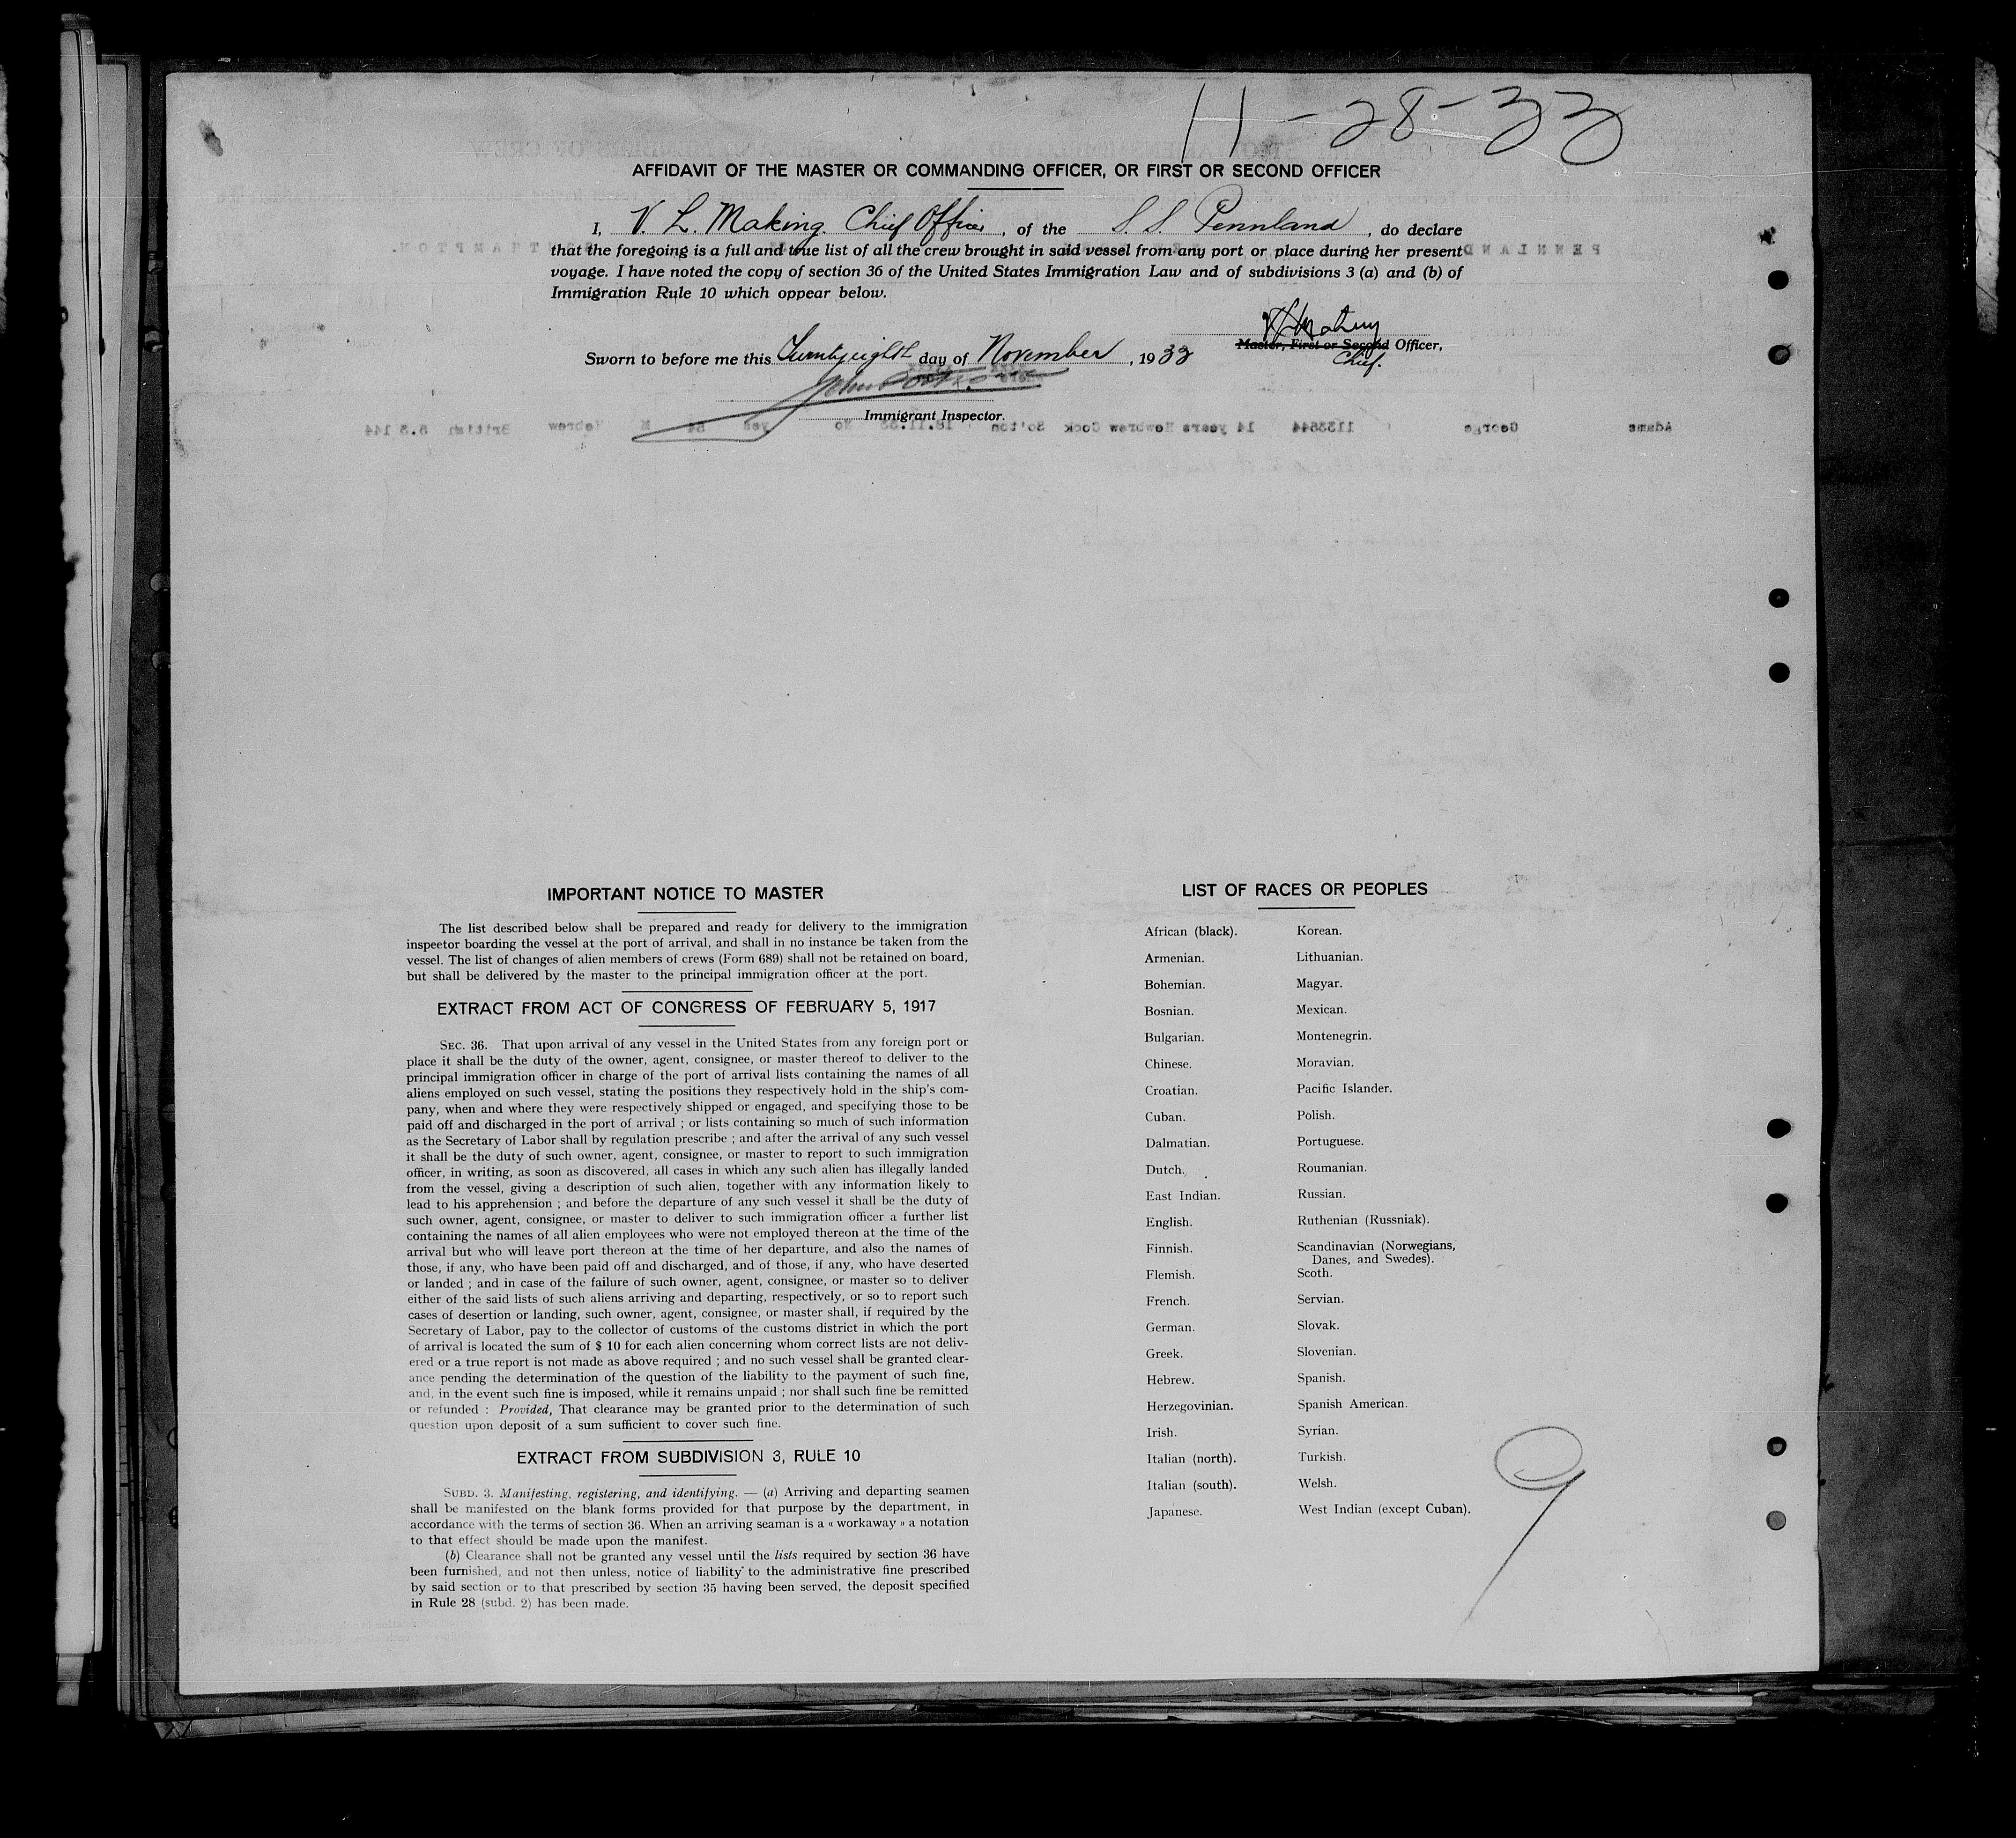 11-28-33
AFFIDAVIT OF THE MASTER OR COMMANDING OFFICER, OR FIRST OR SECOND OFFICER
I, V. L. Making Chief Officer, of the S. S. Pennland, do declare
that the foregoing is a full and true list of all the crew brought in said vessel from any port or place during her present
voyage. I have noted the copy of section 36 of the United States Immigration Law and of subdivisions 3 (a) and (b) of
Immigration Rule 10 which oppear below.
Master, First or Second Officer,
Chief.
Sworn to before me this Twentyeighth day of November, 1933
Immigrant Inspector.
PENNLAND
SOUTHAMPTON.
Adams George 1133844 14 years Hewbrew Cook So'ton 18.11.33 No yes 54 M Hebrew British 5.3 144
IMPORTANT NOTICE TO MASTER
The list described below shall be prepared and ready for delivery to the immigration
inspeetor boarding the vessel at the port of arrival, and shall in no instance be taken from the
vessel. The list of changes of alien members of crews (Form 689) shall not be retained on board,
but shall be delivered by the master to the principal immigration officer at the port.
EXTRACT FROM ACT OF CONGRESS OF FEBRUARY 5, 1917
SEC. 36. That upon arrival of any vessel in the United States from any foreign port or
place it shall be the duty of the owner, agent, consignee, or master thereof to deliver to the
principal immigration officer in charge of the port of arrival lists containing the names of all
aliens employed on such vessel, stating the positions they respectively hold in the ship's com-
pany, when and where they were respectively shipped or engaged, and specifying those to be
paid off and discharged in the port of arrival ; or lists containing so much of such information
as the Secretary of Labor shall by regulation prescribe ; and after the arrival of any such vessel
it shall be the duty of such owner, agent, consignee, or master to report to such immigration
officer, in writing, as soon as discovered, all cases in which any such alien has illegally landed
from the vessel, giving a description of such alien, together with any information likely to
lead to his apprehension ; and before the departure of any such vessel it shall be the duty of
such owner, agent, consignee, or master to deliver to such immigration officer a further list
containing the names of all alien employees who were not employed thereon at the time of the
arrival but who will leave port thereon at the time of her departure, and also the names of
those, if any, who have been paid off and discharged, and of those, if any, who have deserted
or landed ; and in case of the failure of such owner, agent, consignee, or master so to deliver
either of the said lists of such aliens arriving and departing, respectively, or so to report such
cases of desertion or landing, such owner, agent, consignee, or master shall, if required by the
Secretary of Labor, pay to the collector of customs of the customs district in which the port
of arrival is located the sum of $ 10 for each alien concerning whom correct lists are not deliv-
ered or a true report is not made as above required ; and no such vessel shall be granted clear-
ance pending the determination of the question of the liability to the payment of such fine,
and, in the event such fine is imposed, while it remains unpaid ; nor shall such fine be remitted
or refunded : Provided, That clearance may be granted prior to the determination of such
question upon deposit of a sum sufficient to cover such fine.
EXTRACT FROM SUBDIVISION 3, RULE 10
SUBD. 3. Manifesting, registering, and identifying. — (a) Arriving and departing seamen
shall be manifested on the blank forms provided for that purpose by the department, in
accordance with the terms of section 36. When an arriving seaman is a « workaway » a notation
to that effect should be made upon the manifest.
(b) Clearance shall not be granted any vessel until the lists required by section 36 have
been furnished, and not then unless, notice of liability to the administrative fine prescribed
by said section or to that prescribed by section 35 having been served, the deposit specified
in Rule 28 (subd. 2) has been made.
LIST OF RACES OR PEOPLES
African (black). Korean.
Armenian. Lithuanian.
Bohemian. Magyar.
Bosnian. Mexican.
Bulgarian. Montenegrin.
Chinese. Moravian.
Croatian. Pacific Islander.
Cuban. Polish.
Dalmatian. Portuguese.
Dutch. Roumanian.
East Indian. Russian.
English. Ruthenian (Russniak).
Finnish. Scandinavian (Norwegians,
Danes, and Swedes).
Flemish. Scoth.
French. Servian.
German. Slovak.
Greek. Slovenian.
Hebrew. Spanish.
Herzegovinian. Spanish American.
Irish. Syrian.
Italian (north). Turkish.
Italian (south). Welsh.
Japanese. West Indian (except Cuban).
9